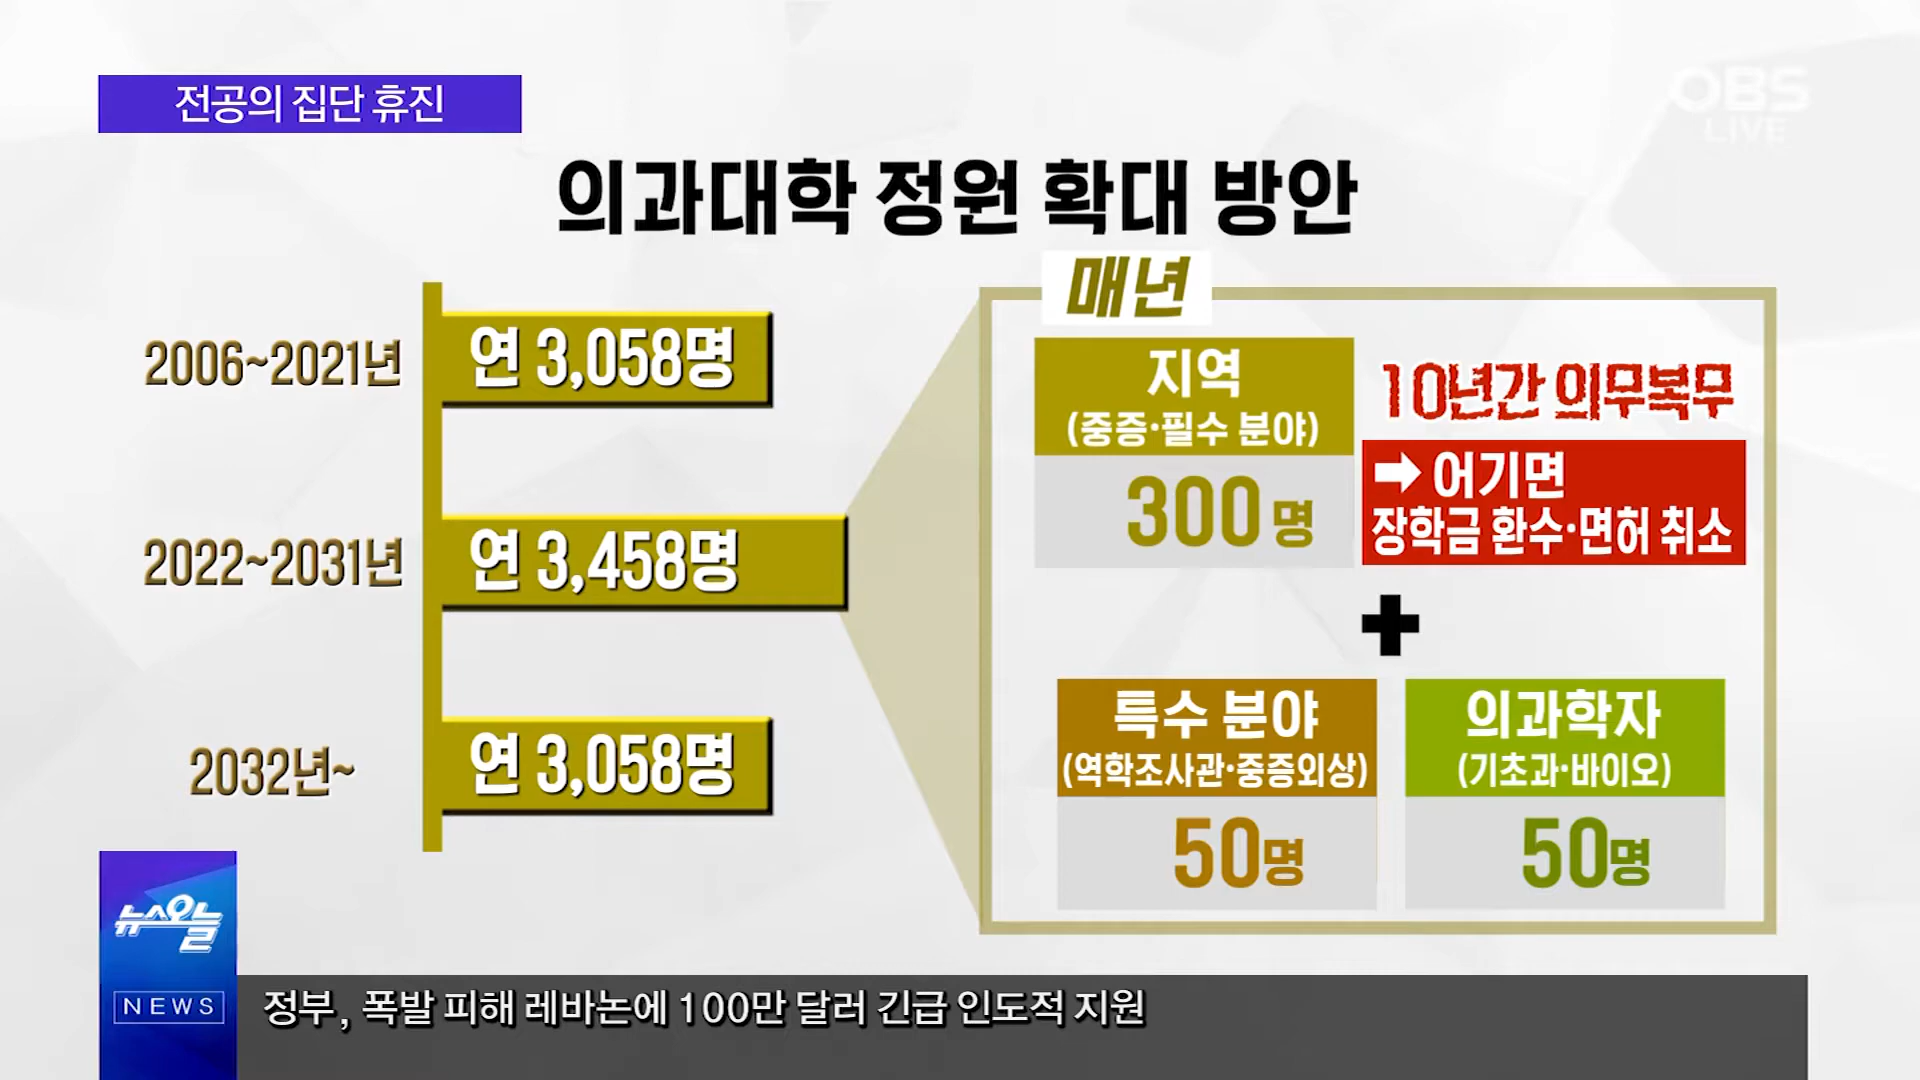 전공의 집단 휴진
OBS
LIVE
의과대학 정원 확대 방안
2006~2021년
연 3,058명
2022~2031년
연 3,458명
2032년~
연 3,058명
매년
지역
(중증·필수 분야)
300 명
10년간 의무복무
➡ 어기면
장학금 환수·면허 취소
+
특수 분야
(역학조사관·중증외상)
50명
의과학자
(기초과·바이오)
50명
뉴스오늘
NEWS
정부, 폭발 피해 레바논에 100만 달러 긴급 인도적 지원